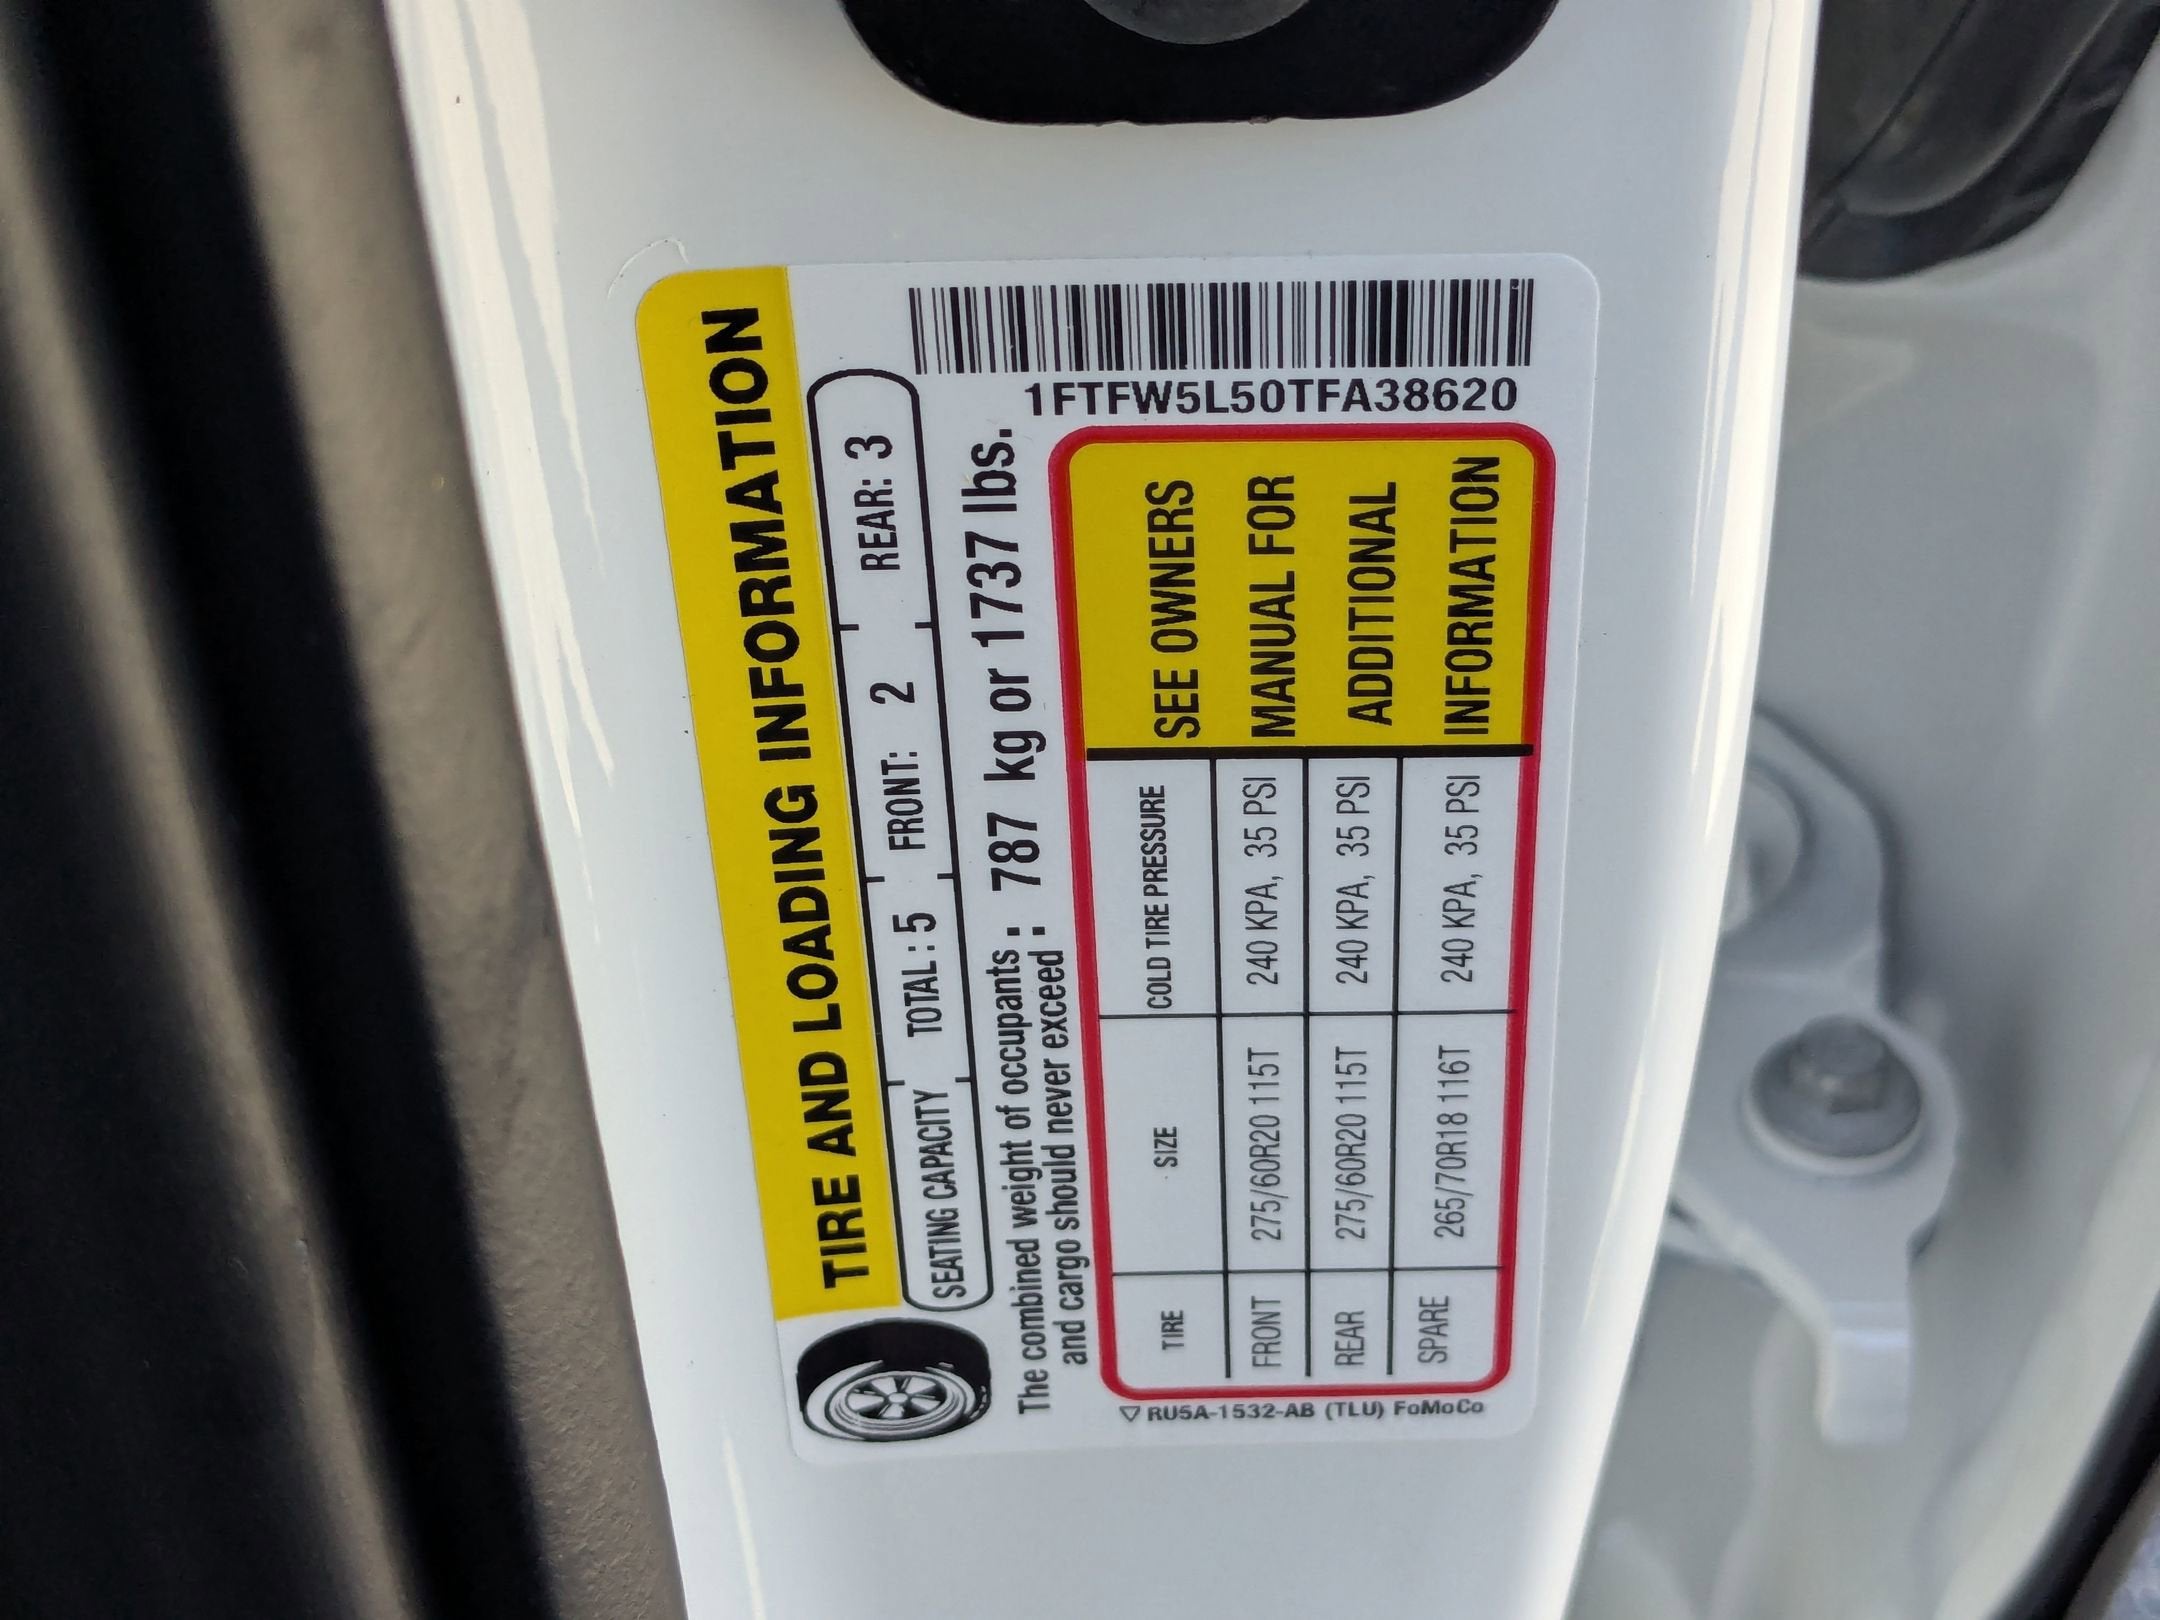 TIRE AND LOADING INFORMATION
SEATING CAPACITY TOTAL : 5 FRONT: 2 REAR: 3
The combined weight of occupants : 787 kg or 1737 lbs.
and cargo should never exceed :
1FTFW5L50TFA38620
TIRE SIZE COLD TIRE PRESSURE
FRONT 275/60R20 115T 240 KPA, 35 PSI
REAR 275/60R20 115T 240 KPA, 35 PSI
SPARE 265/70R18 116T 240 KPA, 35 PSI
SEE OWNERS
MANUAL FOR
ADDITIONAL
INFORMATION
▽ RU5A-1532-AB (TLU) FoMoCo